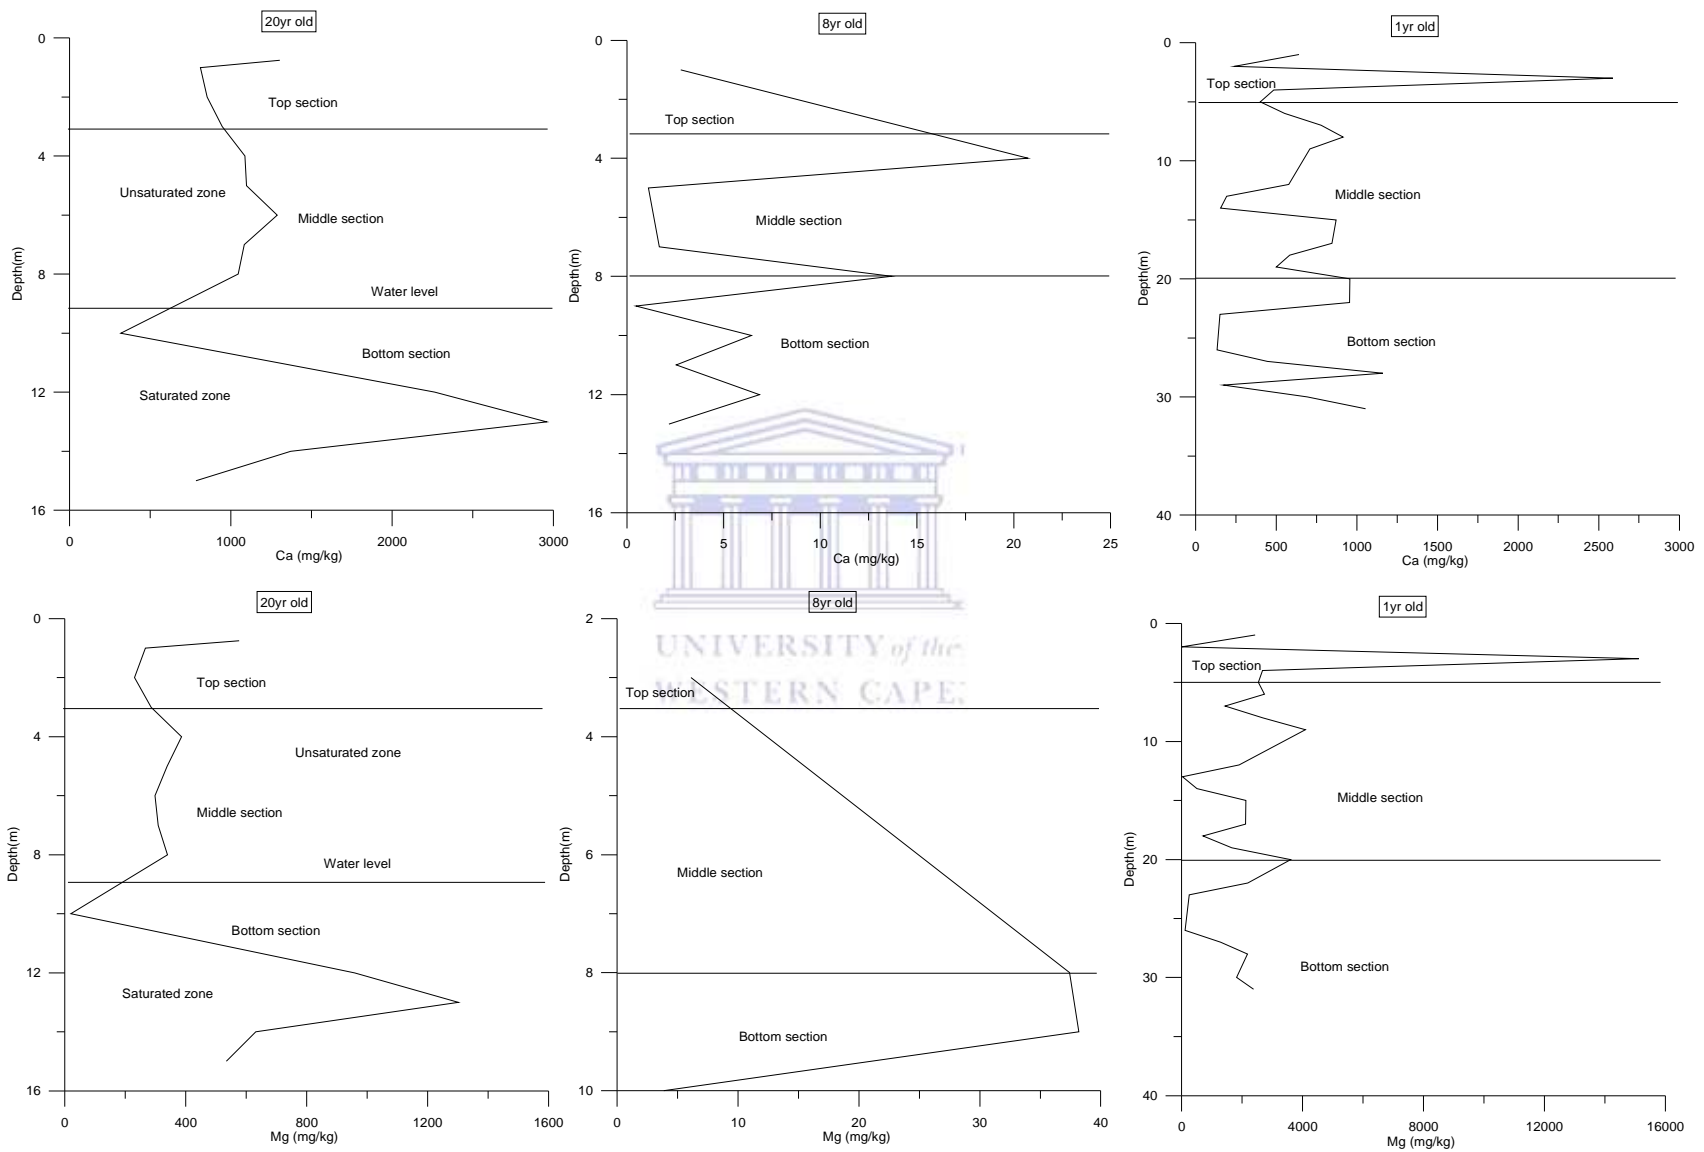 20yr old
0
4
8
12
16
Depth(m)
Top section
Unsaturated zone
Middle section
Water level
Bottom section
Saturated zone
0 1000 2000 3000
Ca (mg/kg)
8yr old
0
4
8
12
16
Depth(m)
Top section
Middle section
Bottom section
0 5 10 15 20 25
Ca (mg/kg)
1yr old
0
10
20
30
40
Depth(m)
Top section
Middle section
Bottom section
0 500 1000 1500 2000 2500 3000
Ca (mg/kg)
UNIVERSITY of the
WESTERN CAPE
20yr old
0
4
8
12
16
Depth(m)
Top section
Unsaturated zone
Middle section
Water level
Bottom section
Saturated zone
0 400 800 1200 1600
Mg (mg/kg)
8yr old
2
4
6
8
10
Depth(m)
Top section
Middle section
Bottom section
0 10 20 30 40
Mg (mg/kg)
1yr old
0
10
20
30
40
Depth(m)
Top section
Middle section
Bottom section
0 4000 8000 12000 16000
Mg (mg/kg)